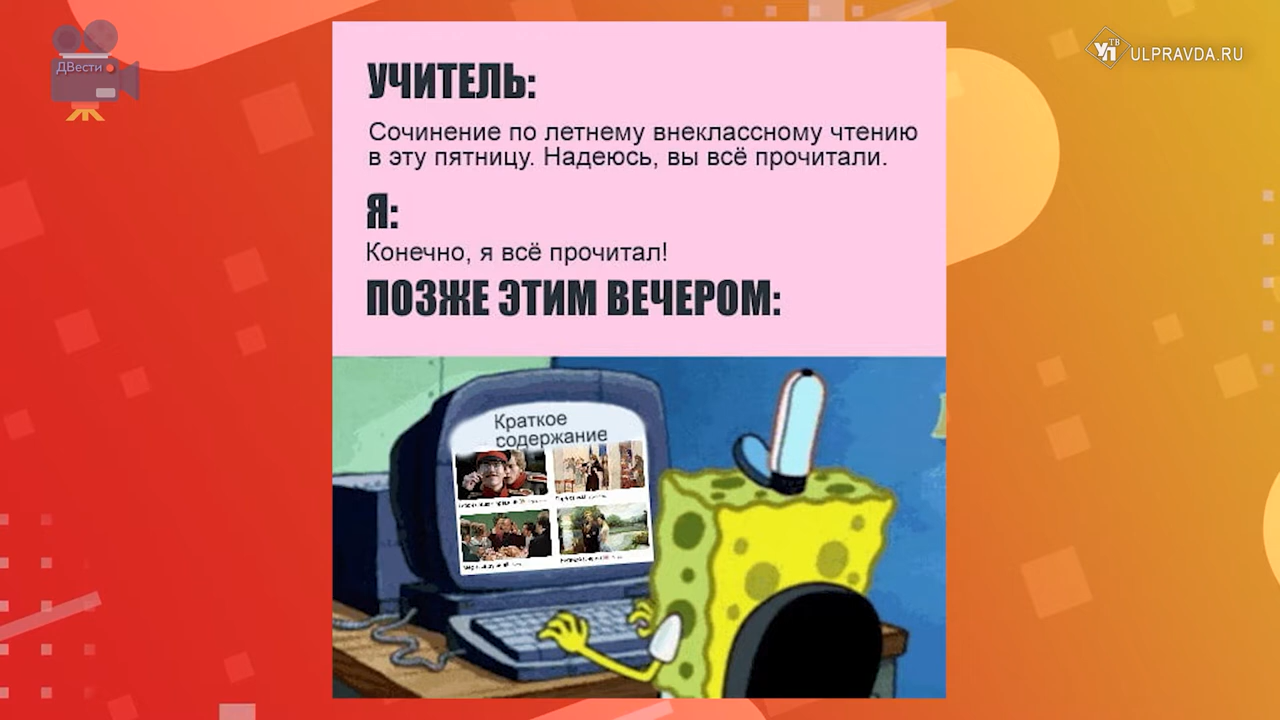 ДВести
УП ТВ
ULPRAVDA.RU
УЧИТЕЛЬ:
Сочинение по летнему внеклассному чтению
в эту пятницу. Надеюсь, вы всё прочитали.
Я:
Конечно, я всё прочитал!
ПОЗЖЕ ЭТИМ ВЕЧЕРОМ:
Краткое
содержание